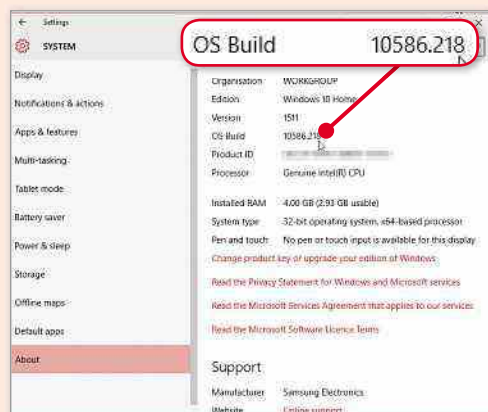 Settings
SYSTEM
OS Build 10586.218
Display
Notifications & actions
Apps & features
Multi-tasking
Tablet mode
Battery saver
Power & sleep
Storage
Offline maps
Default apps
About
Organisation WORKGROUP
Edition Windows 10 Home
Version 1511
OS Build 10586.218
Product ID
Processor Genuine Intel(R) CPU
Installed RAM 4.00 GB (2.93 GB usable)
System type 32-bit operating system, x64-based processor
Pen and touch No pen or touch input is available for this display
Change product key or upgrade your edition of Windows
Read the Privacy Statement for Windows and Microsoft services
Read the Microsoft Services Agreement that applies to our services
Read the Microsoft Software Licence Terms
Support
Manufacturer Samsung Electronics
Website Online support